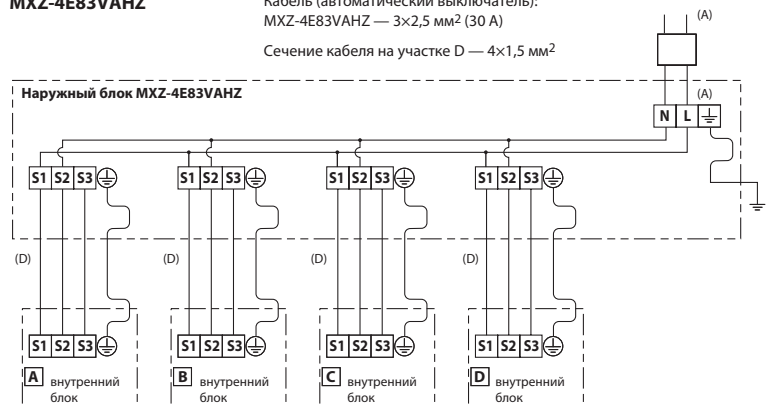 MXZ-4E83VAHZ
Кабель (автоматический выключатель):
MXZ-4E83VAHZ — 3×2,5 мм² (30 А)
Сечение кабеля на участке D — 4×1,5 мм²
(A)
Наружный блок MXZ-4E83VAHZ
(A)
N L
S1 S2 S3 S1 S2 S3 S1 S2 S3 S1 S2 S3
(D) (D) (D) (D)
S1 S2 S3 S1 S2 S3 S1 S2 S3 S1 S2 S3
A внутренний блок
B внутренний блок
C внутренний блок
D внутренний блок